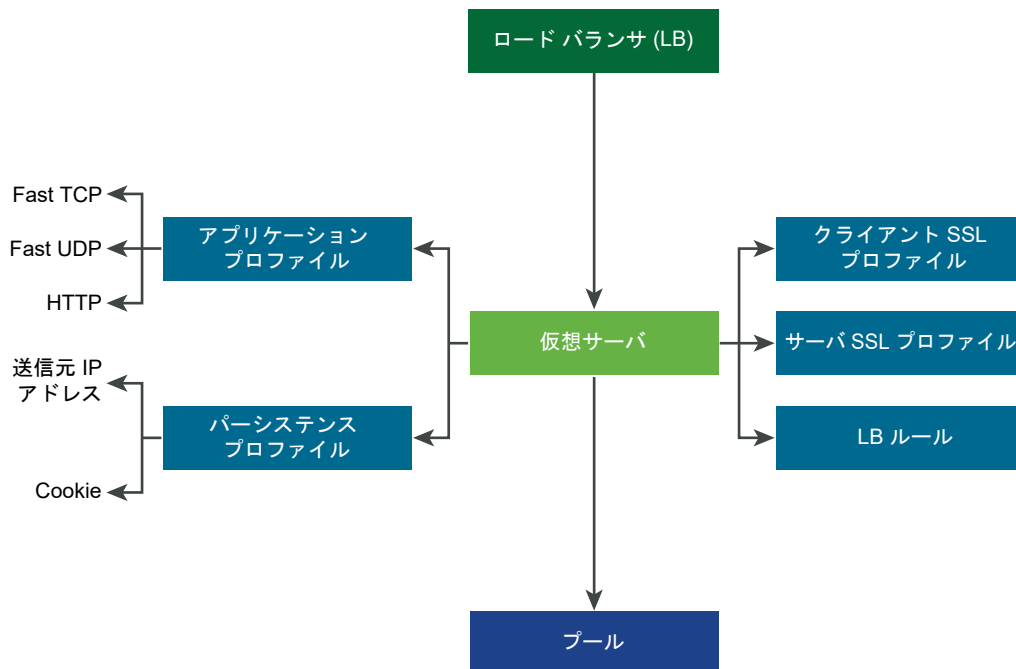 ロード バランサ (LB)
Fast TCP
Fast UDP
HTTP
アプリケーション
プロファイル
クライアント SSL
プロファイル
仮想サーバ
サーバ SSL プロファイル
送信元 IP
アドレス
Cookie
パーシステンス
プロファイル
LB ルール
プール